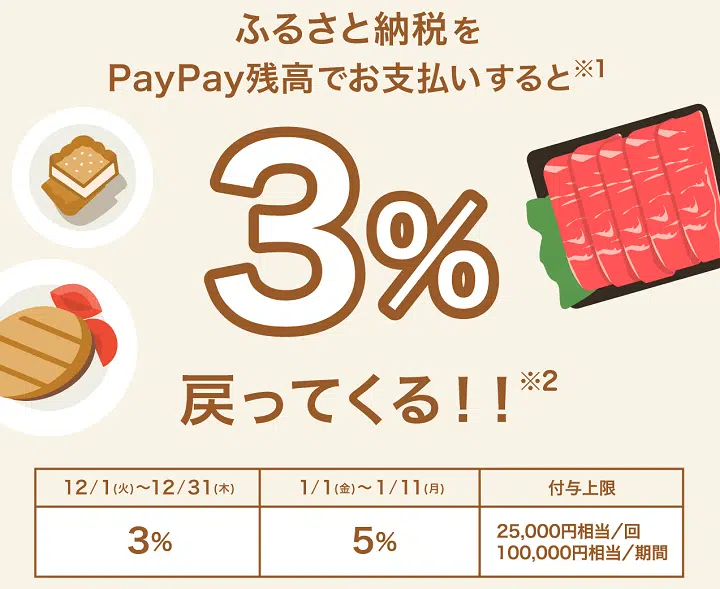 ふるさと納税を
PayPay残高でお支払いすると※1
3%
戻ってくる！！※2
12/1(火)～12/31(木)
1/1(金)～1/11(月)
付与上限
3%
5%
25,000円相当/回
100,000円相当/期間